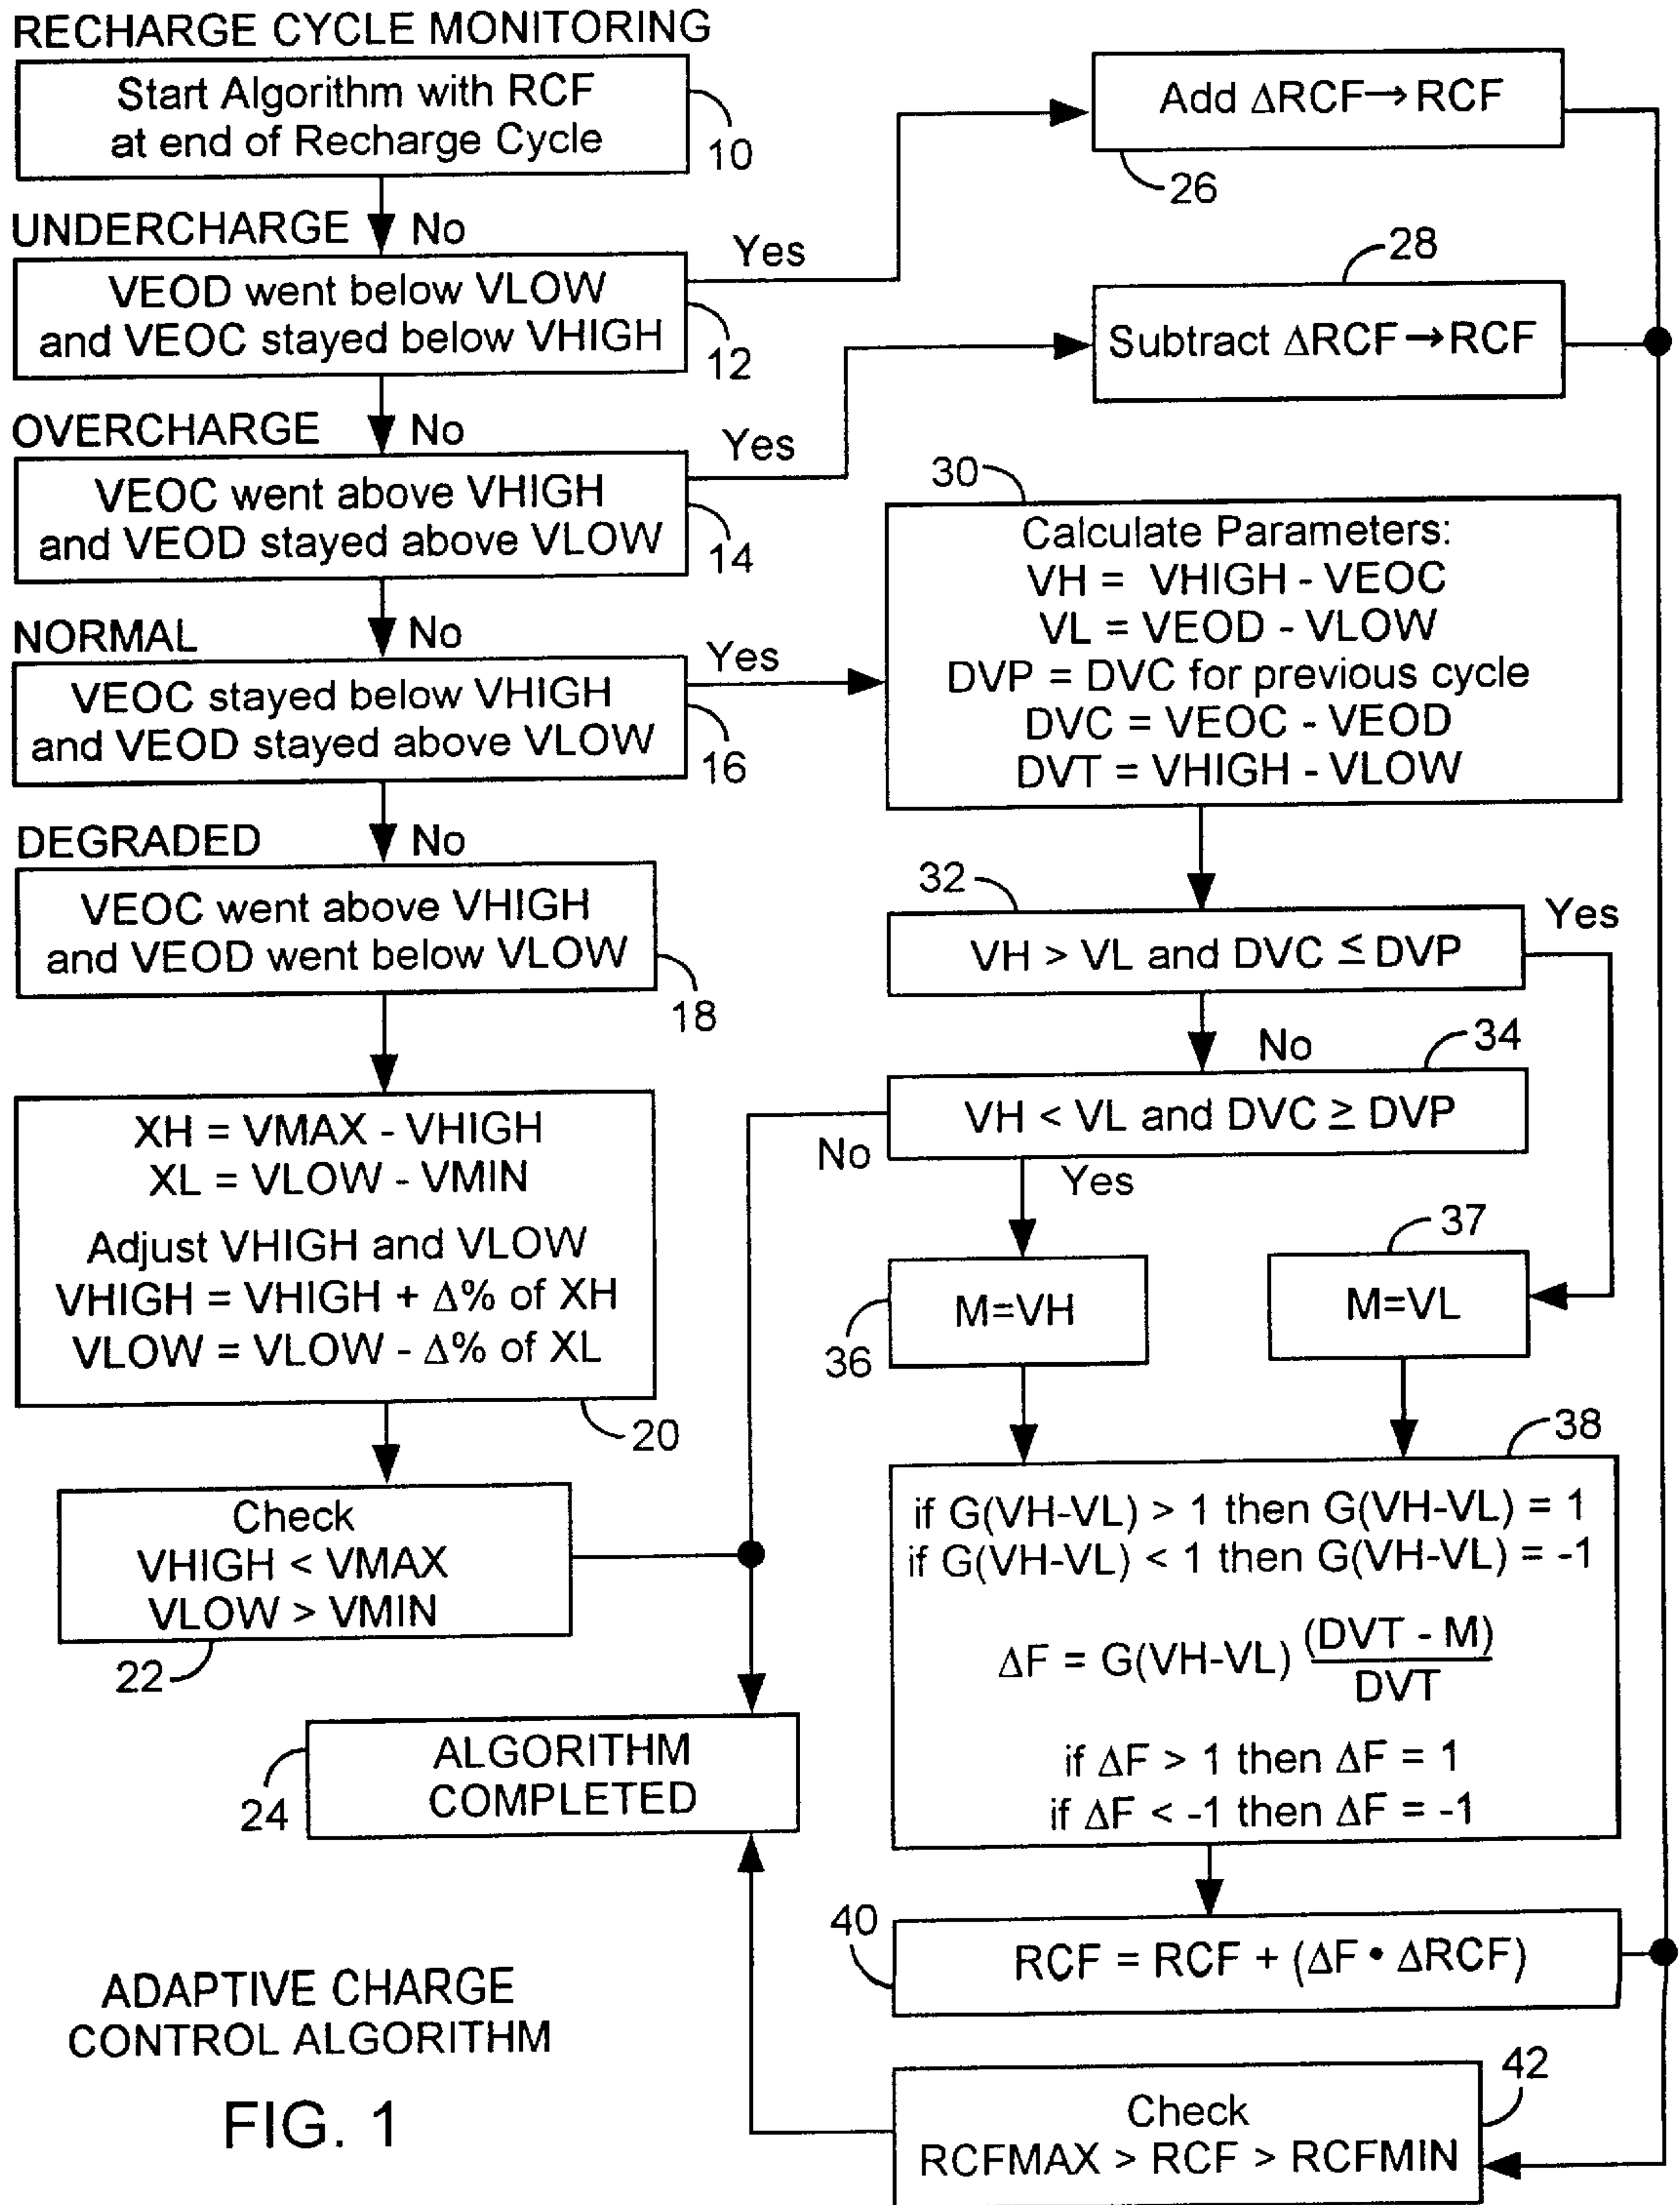 RECHARGE CYCLE MONITORING
Start Algorithm with RCF
at end of Recharge Cycle
10
UNDERCHARGE
No
VEOD went below VLOW
and VEOC stayed below VHIGH
12
Yes
Add ΔRCF→RCF
26
OVERCHARGE
No
VEOC went above VHIGH
and VEOD stayed above VLOW
14
Yes
28
Subtract ΔRCF→RCF
NORMAL
No
VEOC stayed below VHIGH
and VEOD stayed above VLOW
16
Yes
30
Calculate Parameters:
VH = VHIGH - VEOC
VL = VEOD - VLOW
DVP = DVC for previous cycle
DVC = VEOC - VEOD
DVT = VHIGH - VLOW
DEGRADED
No
VEOC went above VHIGH
and VEOD went below VLOW
18
XH = VMAX - VHIGH
XL = VLOW - VMIN
Adjust VHIGH and VLOW
VHIGH = VHIGH + Δ% of XH
VLOW = VLOW - Δ% of XL
20
Check
VHIGH < VMAX
VLOW > VMIN
22
24
ALGORITHM
COMPLETED
32
VH > VL and DVC ≤ DVP
Yes
No
34
VH < VL and DVC ≥ DVP
No
Yes
36
M=VH
37
M=VL
38
if G(VH-VL) > 1 then G(VH-VL) = 1
if G(VH-VL) < 1 then G(VH-VL) = -1
ΔF = G(VH-VL) (DVT - M)
DVT
if ΔF > 1 then ΔF = 1
if ΔF < -1 then ΔF = -1
40
RCF = RCF + (ΔF • ΔRCF)
42
Check
RCFMAX > RCF > RCFMIN
ADAPTIVE CHARGE
CONTROL ALGORITHM
FIG. 1